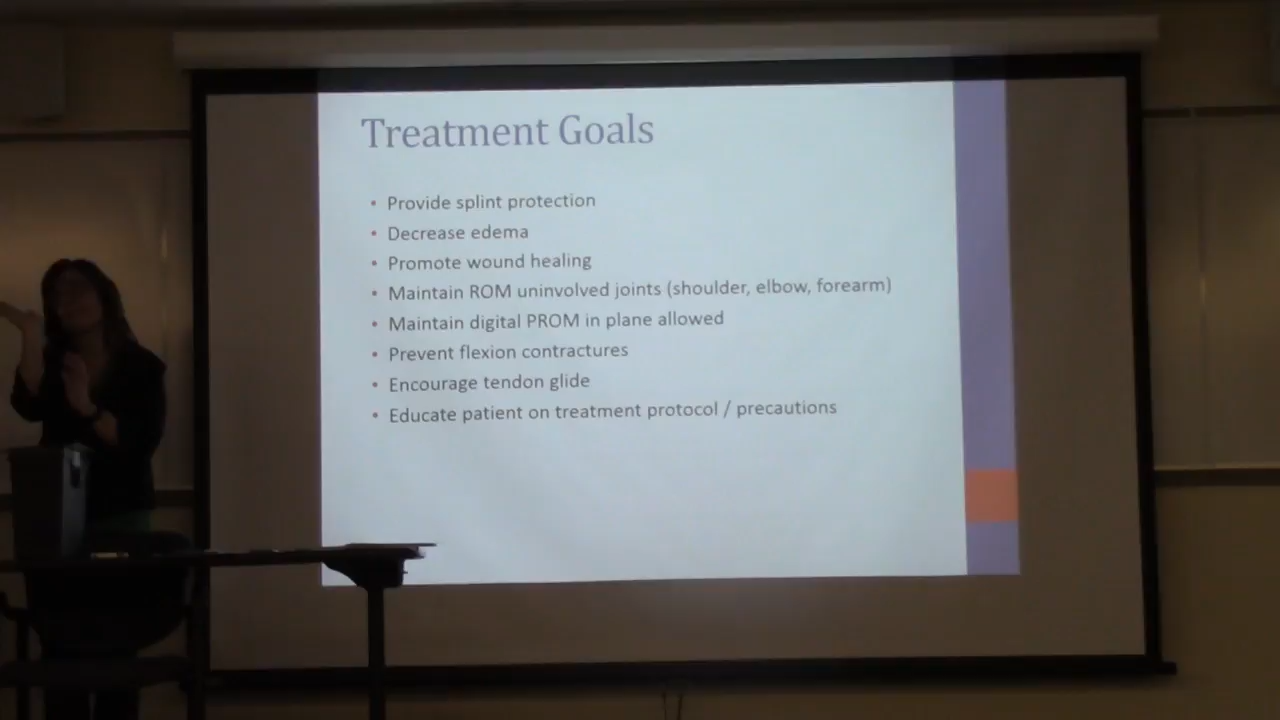 Treatment Goals
• Provide splint protection
• Decrease edema
• Promote wound healing
• Maintain ROM uninvolved joints (shoulder, elbow, forearm)
• Maintain digital PROM in plane allowed
• Prevent flexion contractures
• Encourage tendon glide
• Educate patient on treatment protocol / precautions